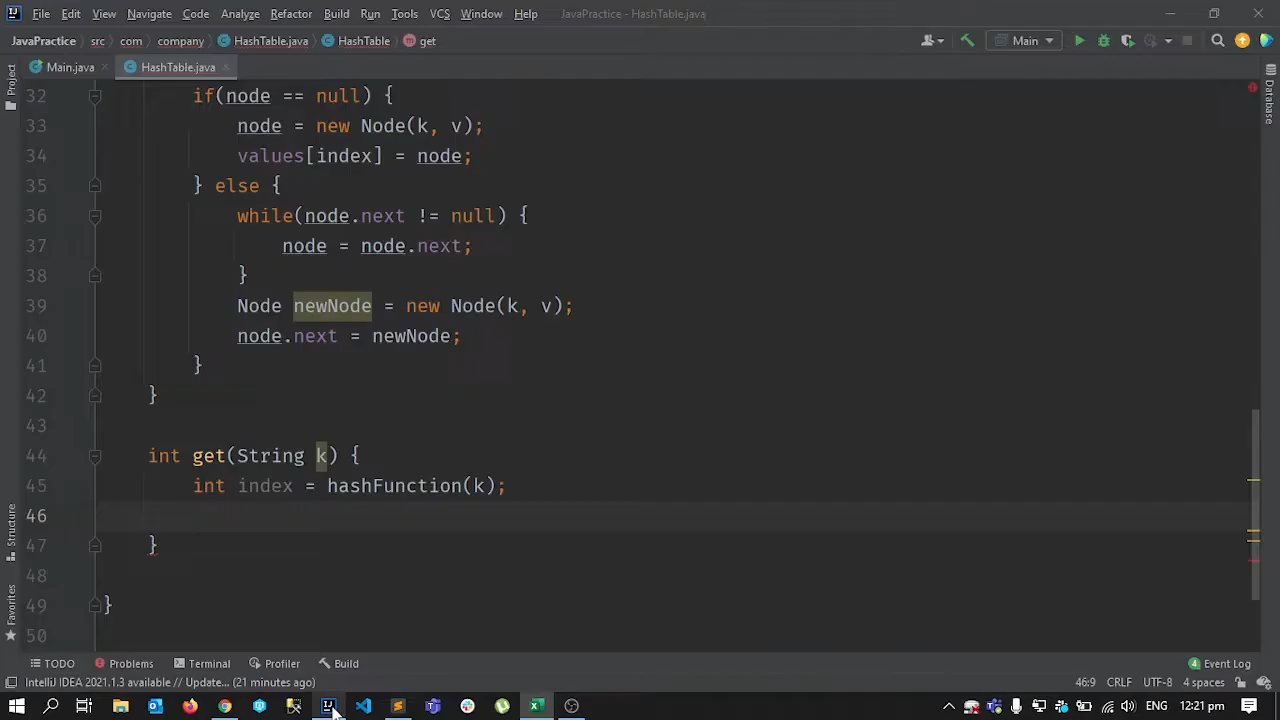 File Edit View Navigate Code Analyze Refactor Build Run Tools VCS Window Help JavaPractice - HashTable.java
JavaPractice src com company HashTable.java HashTable get Main
Main.java HashTable.java
Project
Database
32 if(node == null) {
33 node = new Node(k, v);
34 values[index] = node;
35 } else {
36 while(node.next != null) {
37 node = node.next;
38 }
39 Node newNode = new Node(k, v);
40 node.next = newNode;
41 }
42 }
43
44 int get(String k) {
45 int index = hashFunction(k);
46
47 }
48
49 }
50
Structure
Favorites
TODO Problems Terminal Profiler Build 4 Event Log
IntelliJ IDEA 2021.1.3 available // Update... (21 minutes ago) 46:9 CRLF UTF-8 4 spaces
ENG 12:21 pm